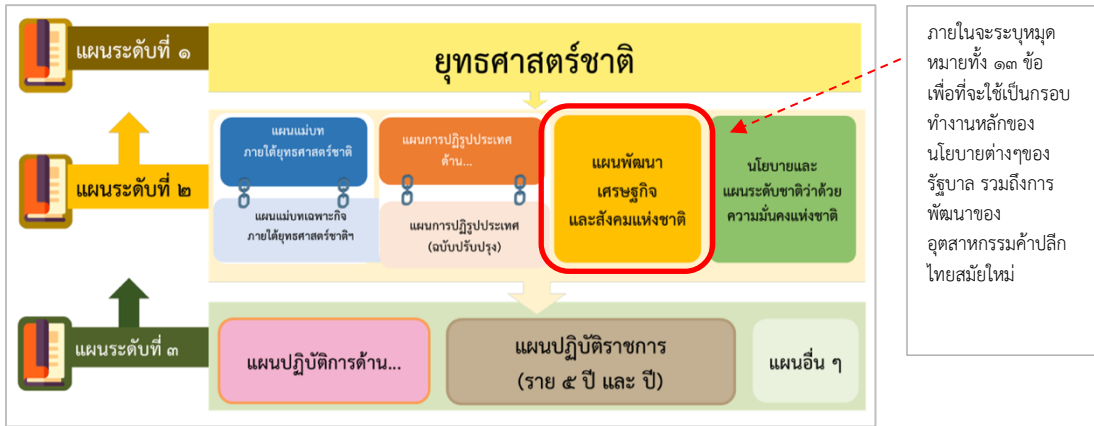 แผนระดับที่ ๑
ยุทธศาสตร์ชาติ
แผนระดับที่ ๒
แผนแม่บท
ภายใต้ยุทธศาสตร์ชาติ
แผนแม่บทเฉพาะกิจ
ภายใต้ยุทธศาสตร์ชาติฯ
แผนการปฏิรูปประเทศ
ด้าน...
แผนการปฏิรูปประเทศ
(ฉบับปรับปรุง)
แผนพัฒนา
เศรษฐกิจ
และสังคมแห่งชาติ
นโยบายและ
แผนระดับชาติว่าด้วย
ความมั่นคงแห่งชาติ
แผนระดับที่ ๓
แผนปฏิบัติการด้าน...
แผนปฏิบัติราชการ
(ราย ๕ ปี และ ปี)
แผนอื่น ๆ
ภายในจะระบุหมุด
หมายทั้ง ๑๓ ข้อ
เพื่อที่จะใช้เป็นกรอบ
ทำงานหลักของ
นโยบายต่างๆของ
รัฐบาล รวมถึงการ
พัฒนาของ
อุตสาหกรรมค้าปลีก
ไทยสมัยใหม่